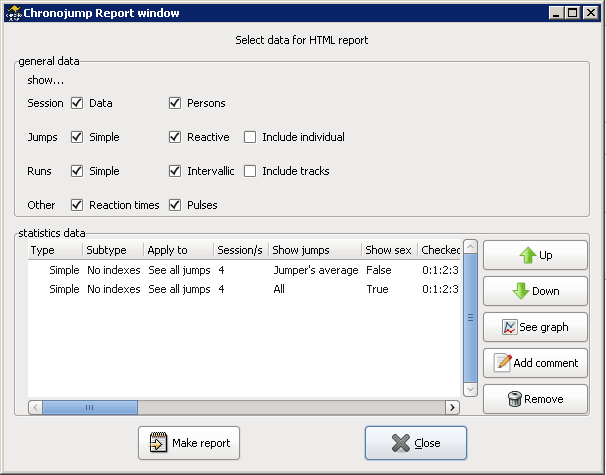 Chronojump Report window
Select data for HTML report
general data
show...
Session Data Persons
Jumps Simple Reactive Include individual
Runs Simple Intervallic Include tracks
Other Reaction times Pulses
statistics data
Type Subtype Apply to Session/s Show jumps Show sex Checked
Simple No indexes See all jumps 4 Jumper's average False 0:1:2:3
Simple No indexes See all jumps 4 All True 0:1:2:3
Up
Down
See graph
Add comment
Remove
Make report Close